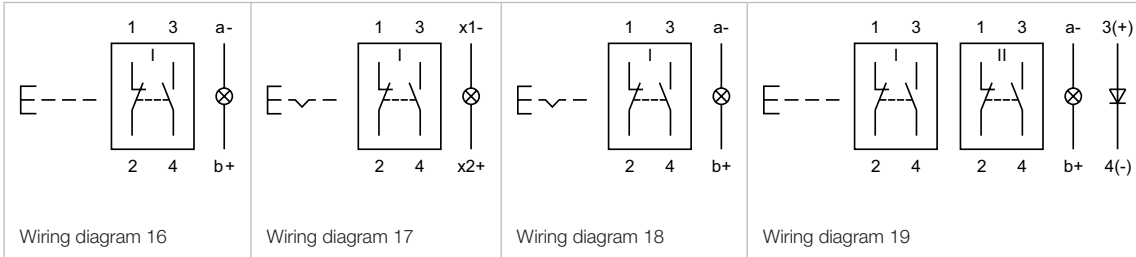 1 3 a-
I
2 4 b+
Wiring diagram 16
1 3 x1-
I
2 4 x2+
Wiring diagram 17
1 3 a-
I
2 4 b+
Wiring diagram 18
1 3 1 3 a- 3(+)
I II
2 4 2 4 b+ 4(-)
Wiring diagram 19